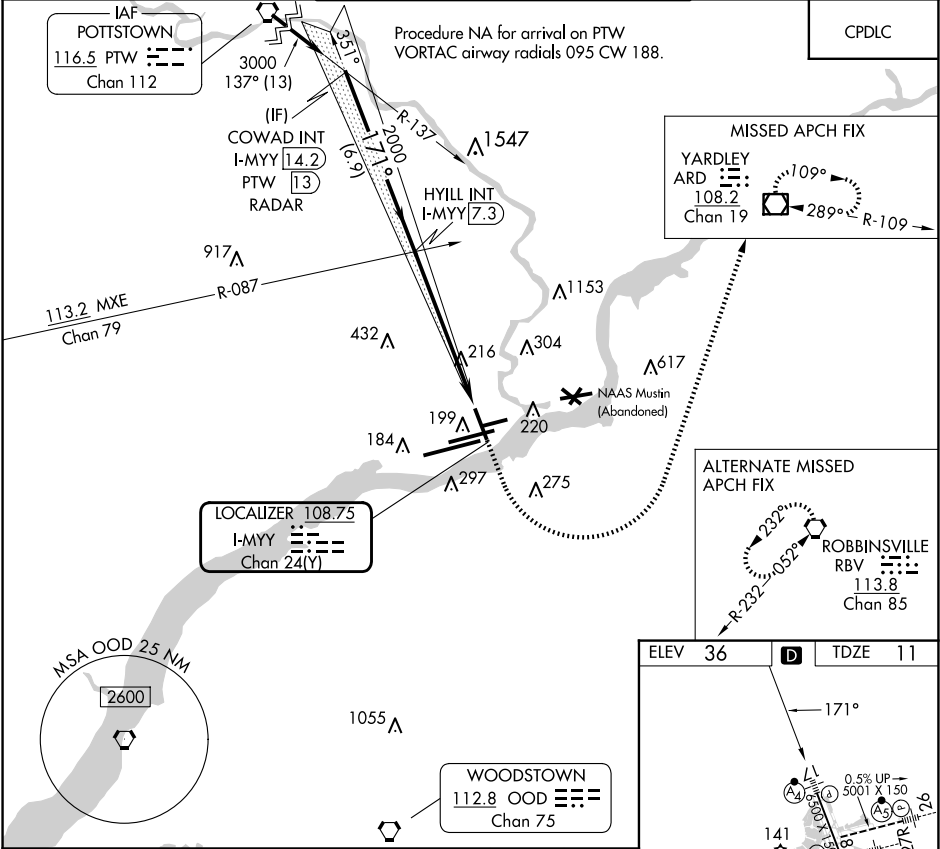 IAF
POTTSTOWN
116.5 PTW
Chan 112
3000
137° (13)
(IF)
COWAD INT
I-MYY 14.2
PTW 13
RADAR
351°
171°
2000
(6.9)
R-137
Procedure NA for arrival on PTW
VORTAC airway radials 095 CW 188.
CPDLC
1547
HYILL INT
I-MYY 7.3
MISSED APCH FIX
YARDLEY
ARD
108.2
Chan 19
109°
289°
R-109
917
R-087
113.2 MXE
Chan 79
1153
432
216
304
617
NAAS Mustin
(Abandoned)
199
220
184
297
275
LOCALIZER 108.75
I-MYY
Chan 24(Y)
ALTERNATE MISSED
APCH FIX
232°
052°
R-232
ROBBINSVILLE
RBV
113.8
Chan 85
MSA OOD 25 NM
2600
1055
WOODSTOWN
112.8 OOD
Chan 75
ELEV 36
D
TDZE 11
171°
17
A4
P
0.5% UP
5001 X 150
A5
P
26
27R
8
141